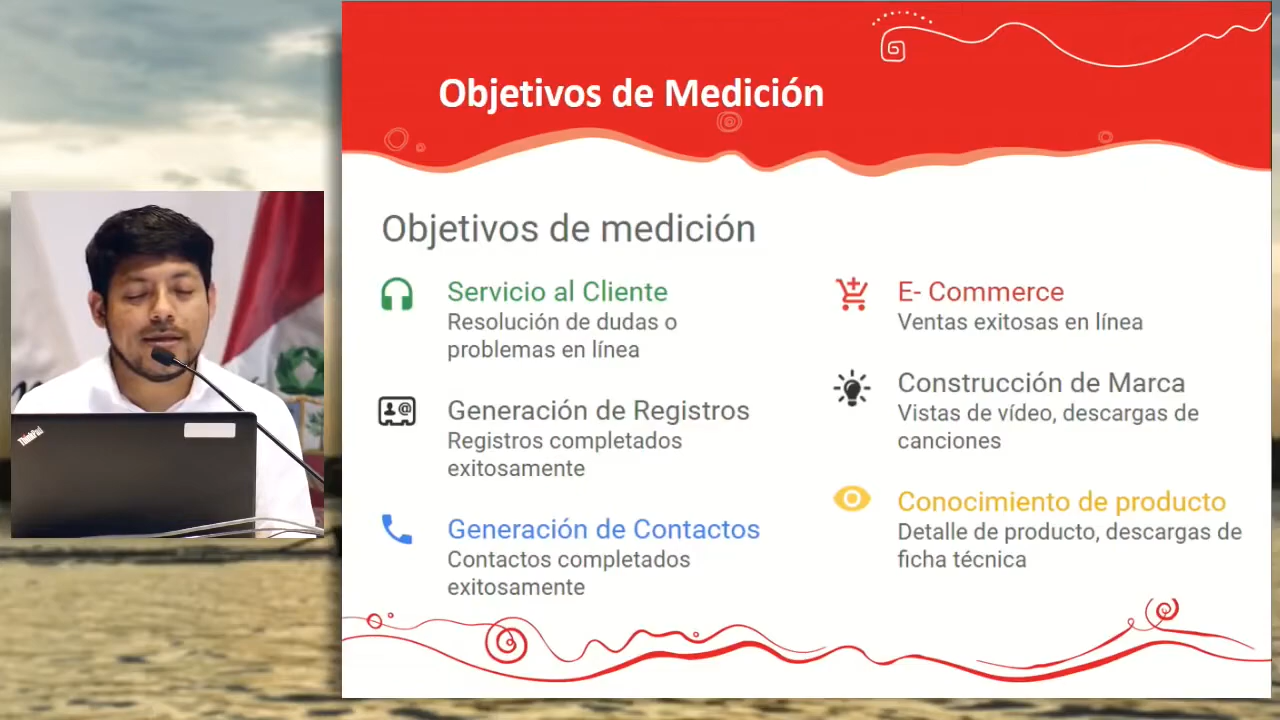 Objetivos de Medición
Objetivos de medición
Servicio al Cliente
Resolución de dudas o
problemas en línea
Generación de Registros
Registros completados
exitosamente
Generación de Contactos
Contactos completados
exitosamente
E- Commerce
Ventas exitosas en línea
Construcción de Marca
Vistas de vídeo, descargas de
canciones
Conocimiento de producto
Detalle de producto, descargas de
ficha técnica
ThinkPad